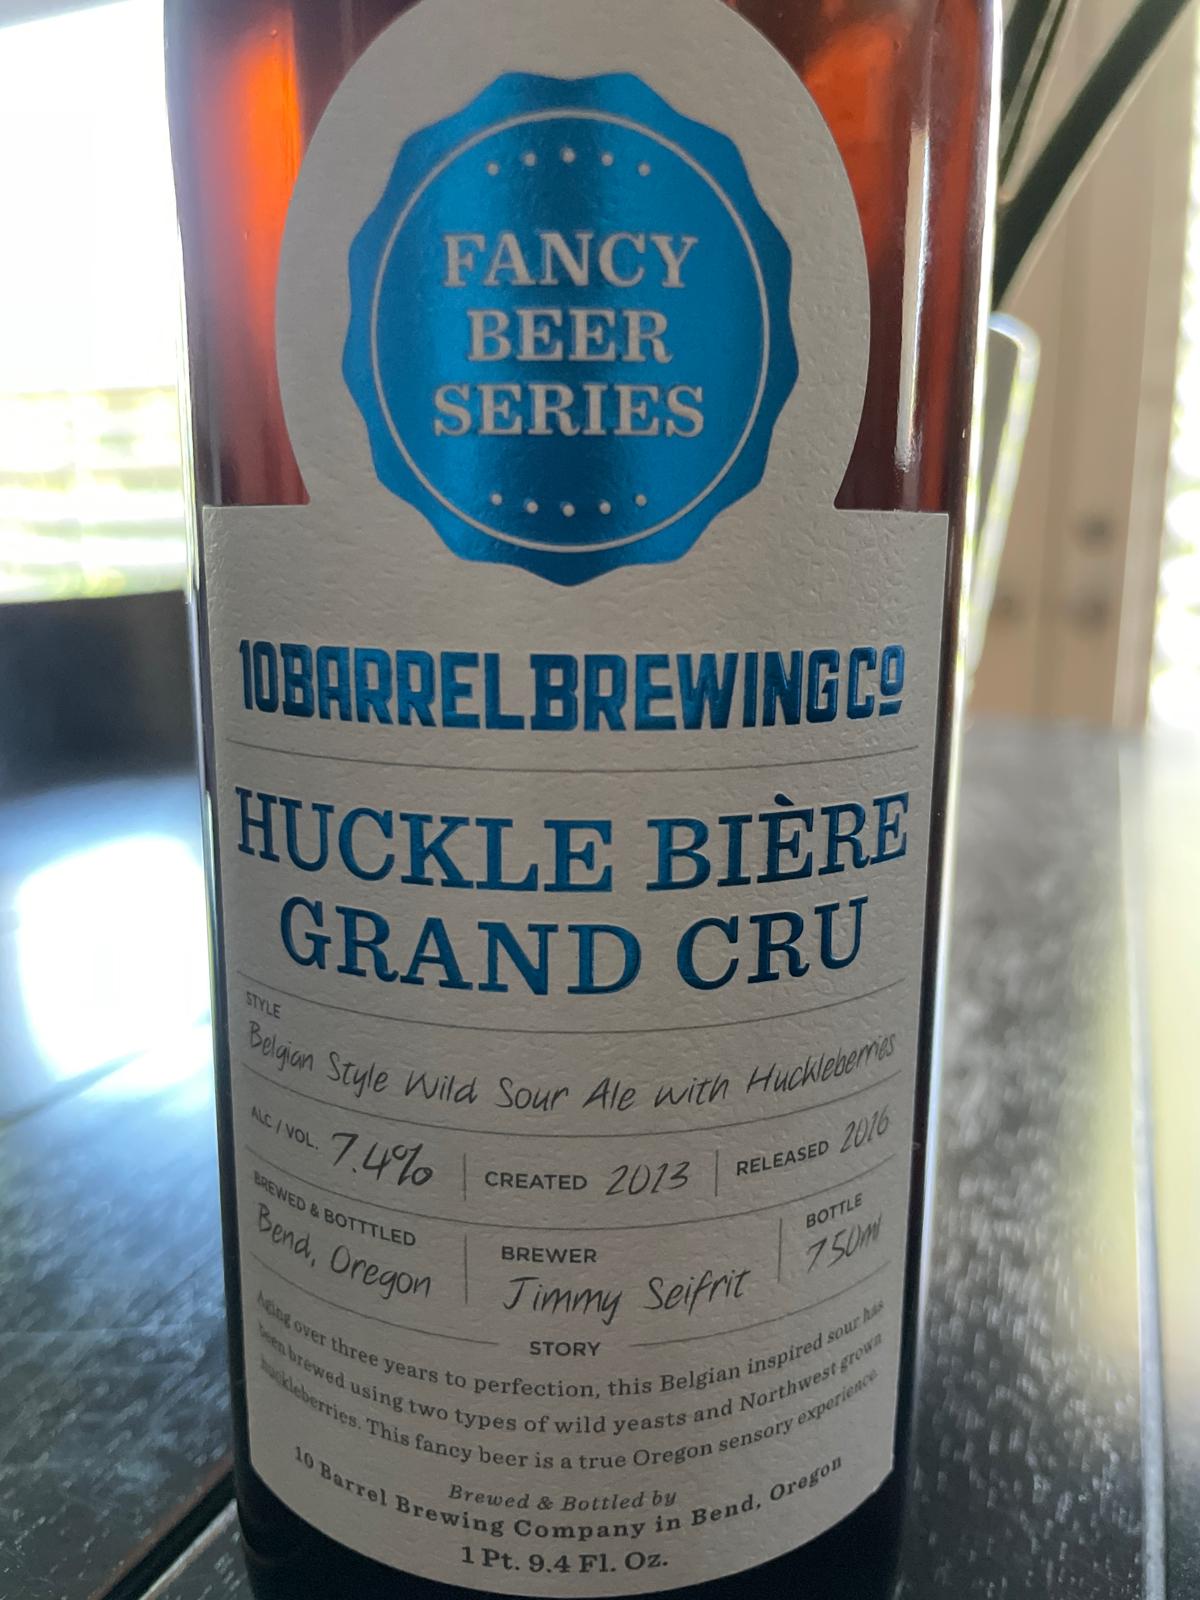 FANCY
BEER
SERIES
10 BARREL BREWING CO
HUCKLE BIÈRE
GRAND CRU
STYLE
Belgian Style Wild Sour Ale with Huckleberries
ALC / VOL. 7.4% CREATED 2013 RELEASED 2016
BREWED & BOTTTLED
Bend, Oregon
BREWER
Jimmy Seifrit
BOTTLE
750ml
STORY
Aging over three years to perfection, this Belgian inspired sour has
been brewed using two types of wild yeasts and Northwest grown
huckleberries. This fancy beer is a true Oregon sensory experience.
Brewed & Bottled by
10 Barrel Brewing Company in Bend, Oregon
1 Pt. 9.4 Fl. Oz.